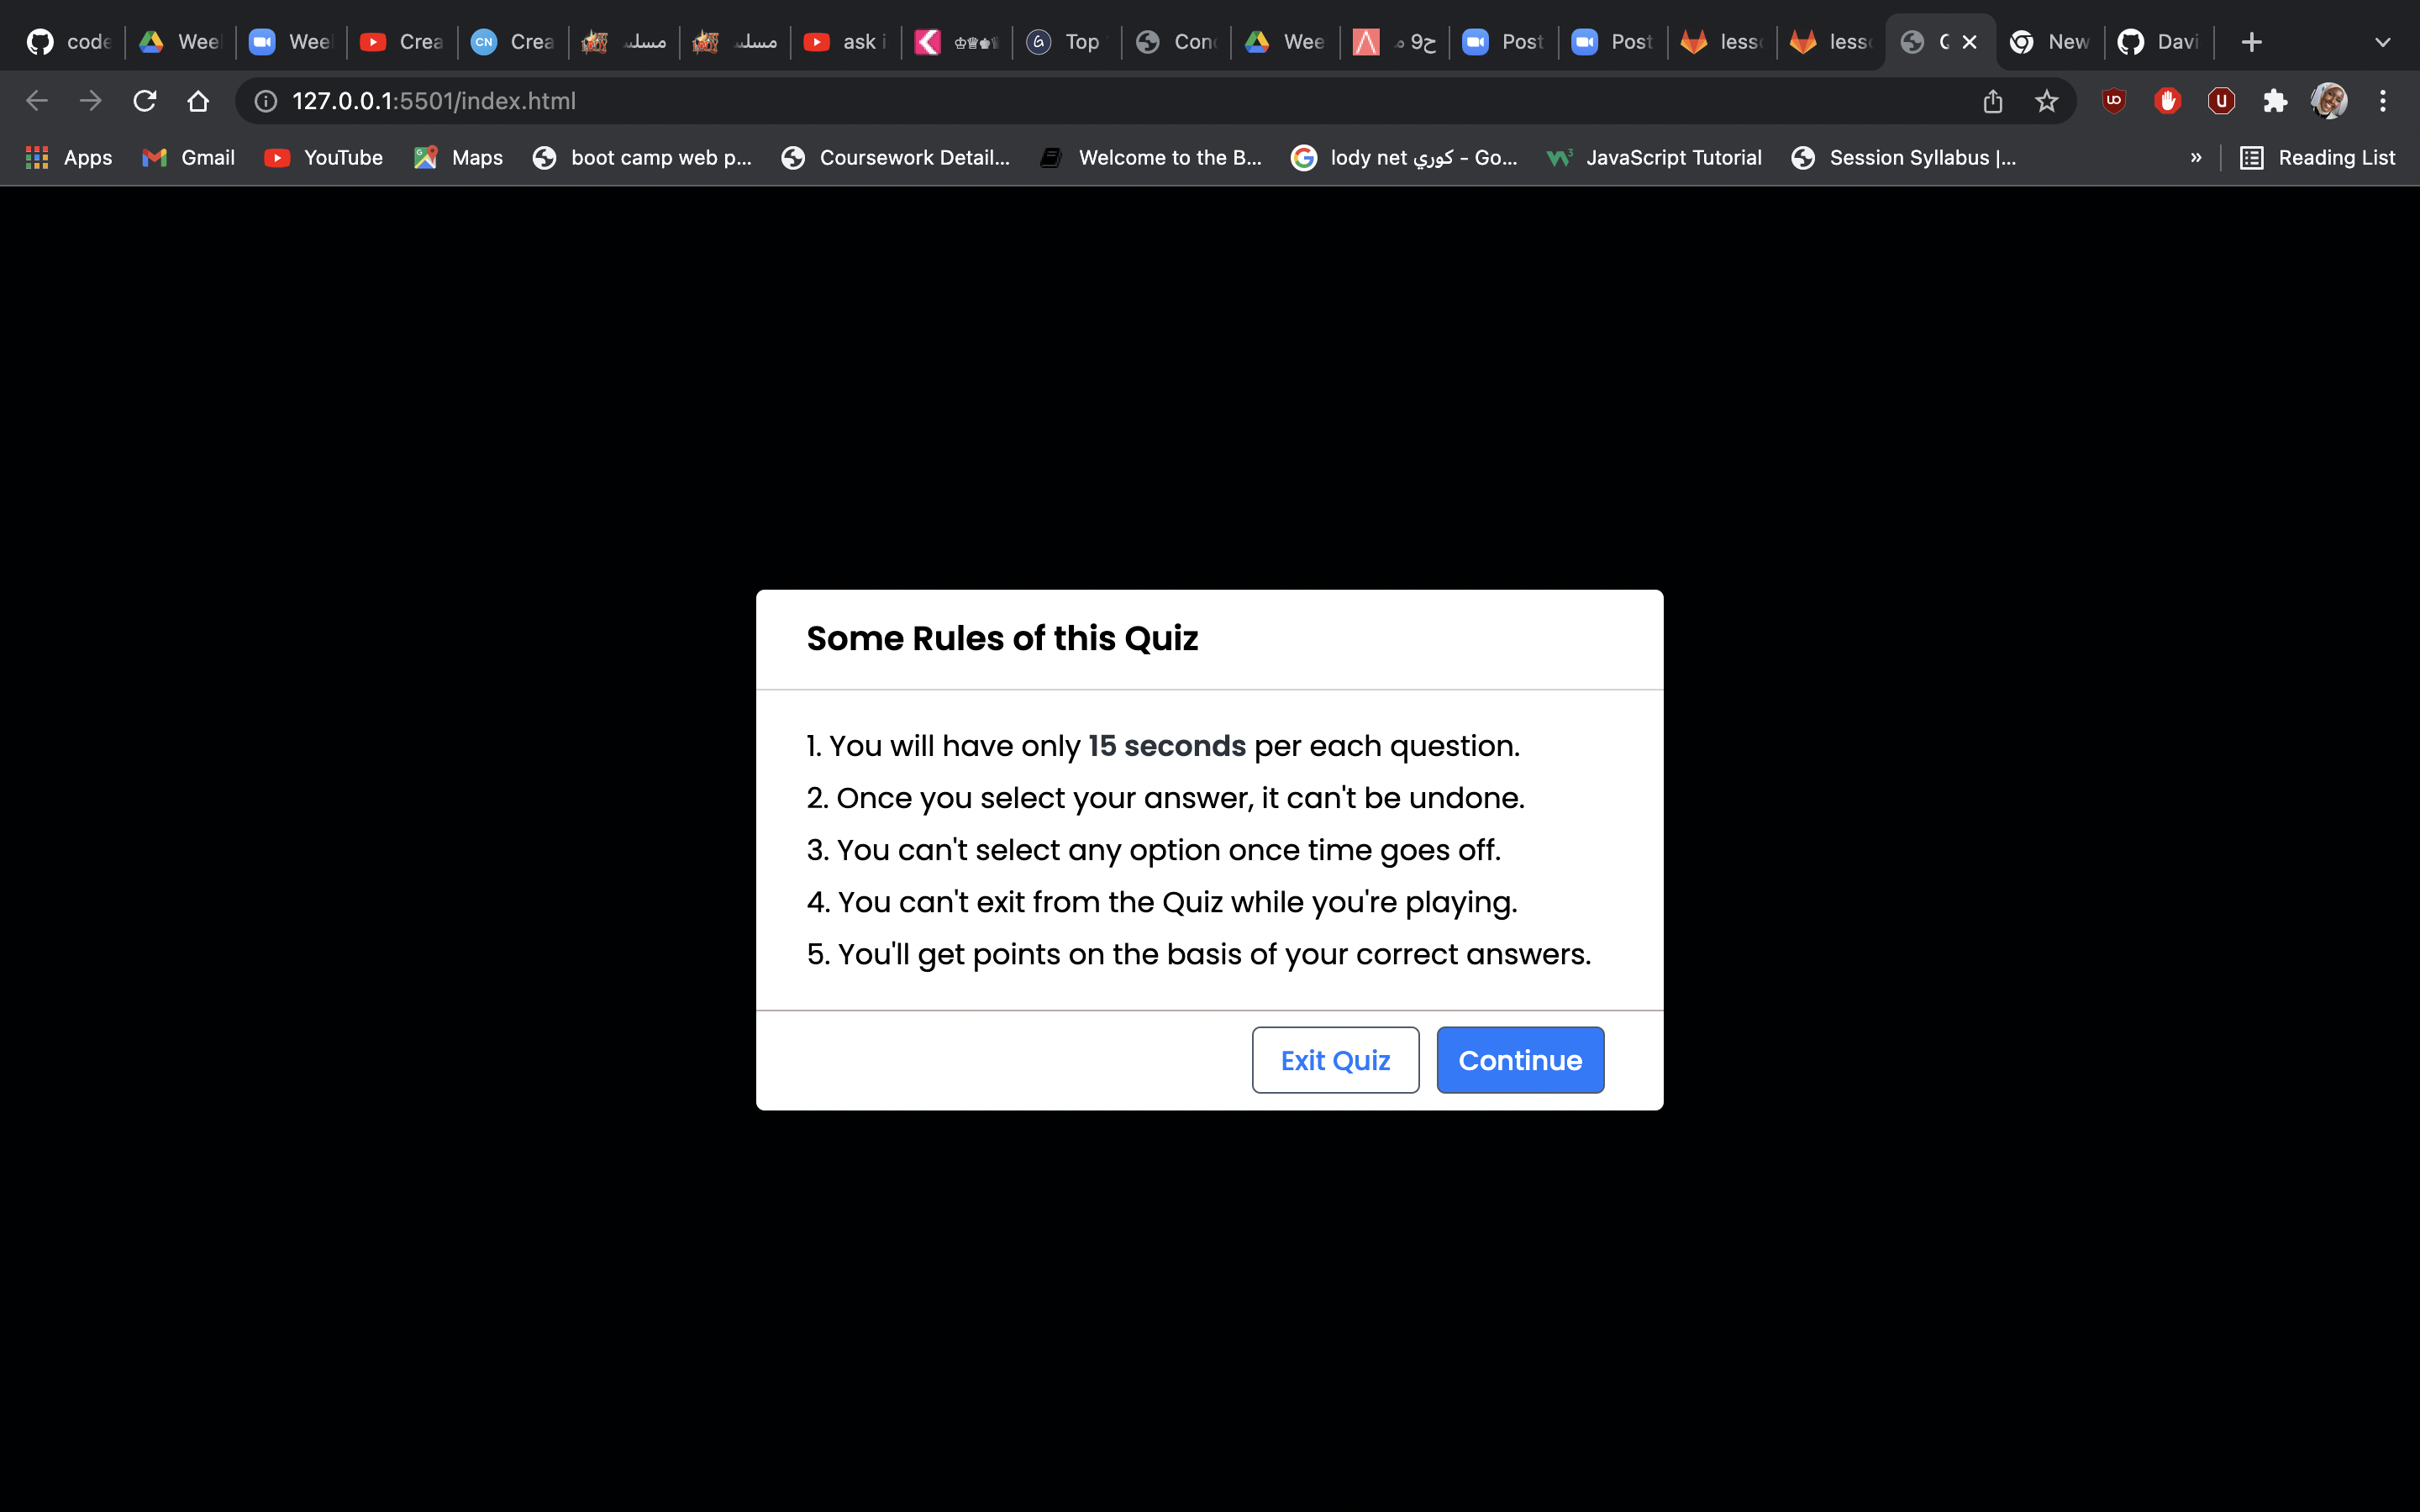 code Wee Wee Crea CN Crea مسلس مسلس ask i Top Con Wee ح9 م Post Post less less New Davi
127.0.0.1:5501/index.html
Apps Gmail YouTube Maps boot camp web p... Coursework Detail... Welcome to the B... lody net كوري - Go... JavaScript Tutorial Session Syllabus |... » Reading List
Some Rules of this Quiz
1. You will have only 15 seconds per each question.
2. Once you select your answer, it can't be undone.
3. You can't select any option once time goes off.
4. You can't exit from the Quiz while you're playing.
5. You'll get points on the basis of your correct answers.
Exit Quiz Continue